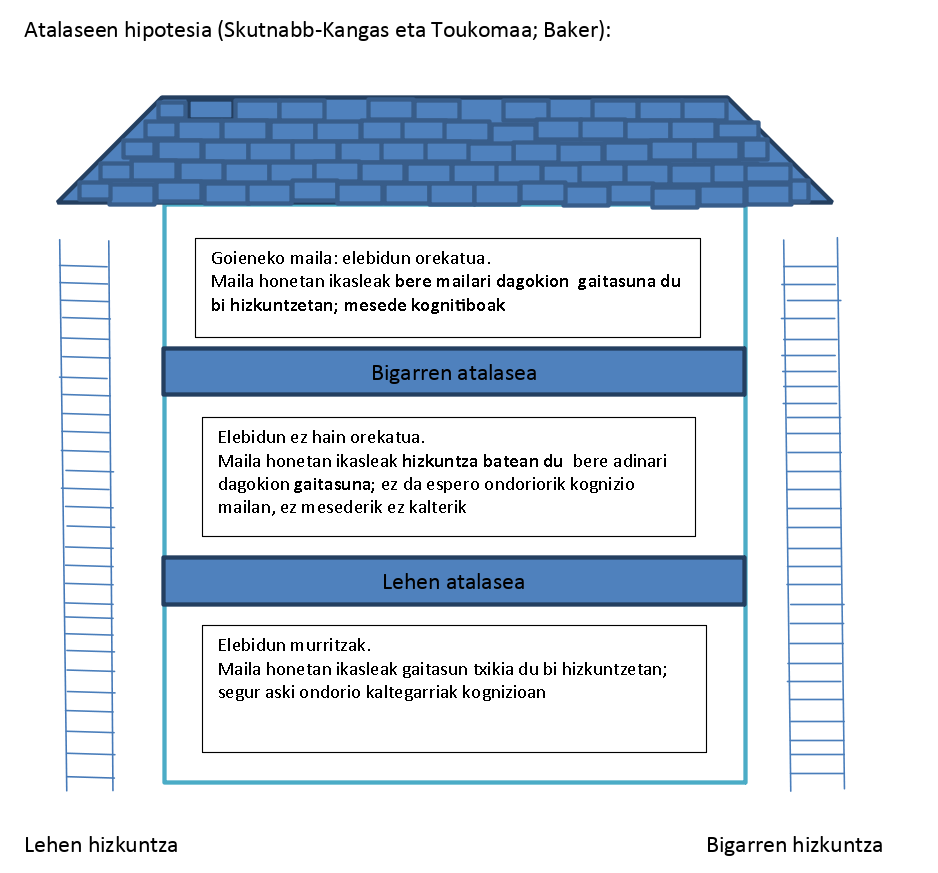 Atalaseen hipotesia (Skutnabb-Kangas eta Toukomaa; Baker):
Goieneko maila: elebidun orekatua.
Maila honetan ikasleak bere mailari dagokion gaitasuna du
bi hizkuntzetan; mesede kognitiboak
Bigarren atalasea
Elebidun ez hain orekatua.
Maila honetan ikasleak hizkuntza batean du bere adinari
dagokion gaitasuna; ez da espero ondoriorik kognizio
mailan, ez mesederik ez kalterik
Lehen atalasea
Elebidun murritzak.
Maila honetan ikasleak gaitasun txikia du bi hizkuntzetan;
segur aski ondorio kaltegarriak kognizioan
Lehen hizkuntza
Bigarren hizkuntza